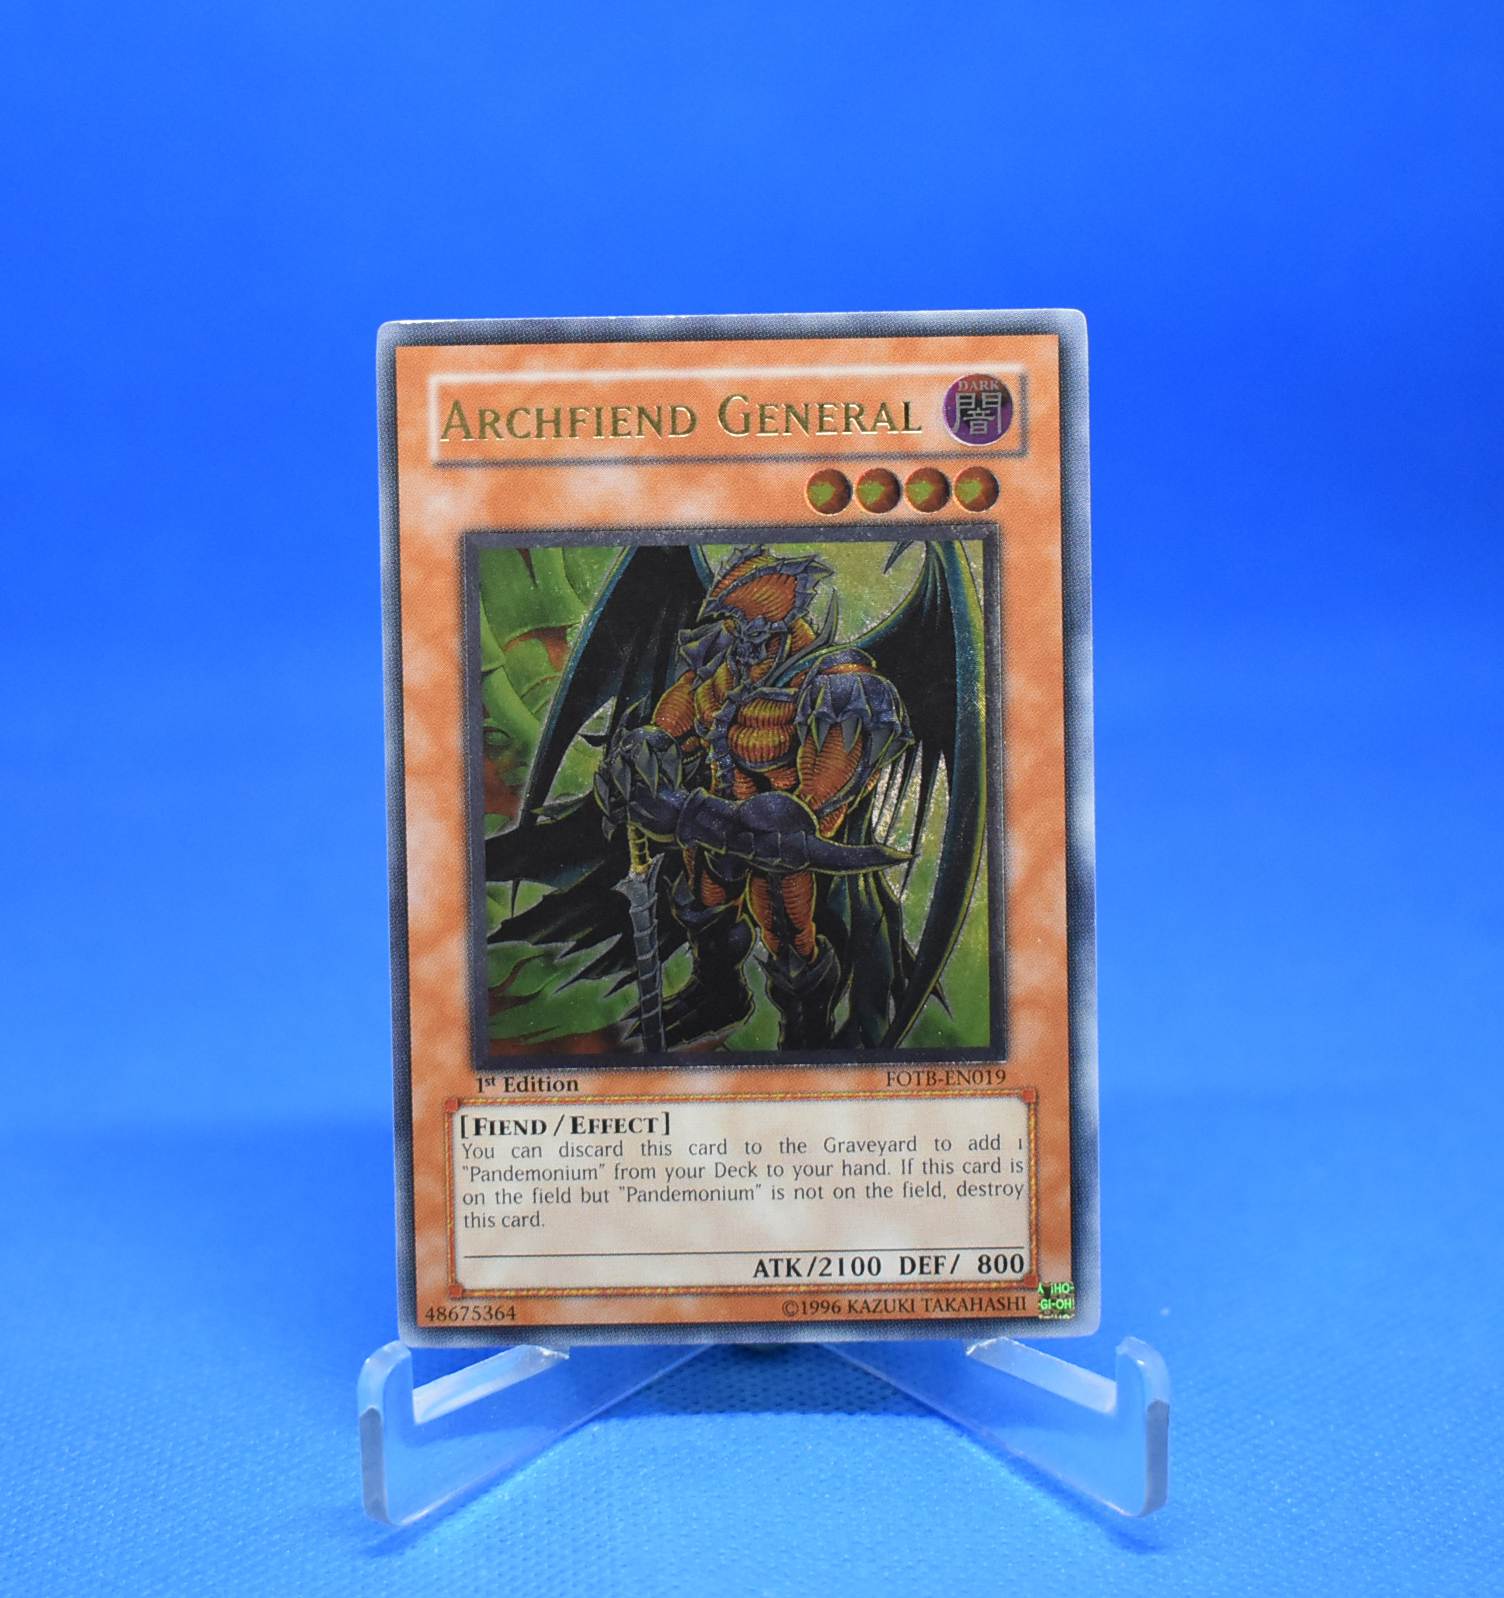 ARCHFIEND GENERAL
DARK
闇
1st Edition
FOTB-EN019
[FIEND / EFFECT]
You can discard this card to the Graveyard to add 1
"Pandemonium" from your Deck to your hand. If this card is
on the field but "Pandemonium" is not on the field, destroy
this card.
ATK/2100 DEF/ 800
48675364
©1996 KAZUKI TAKAHASHI
GI-OH